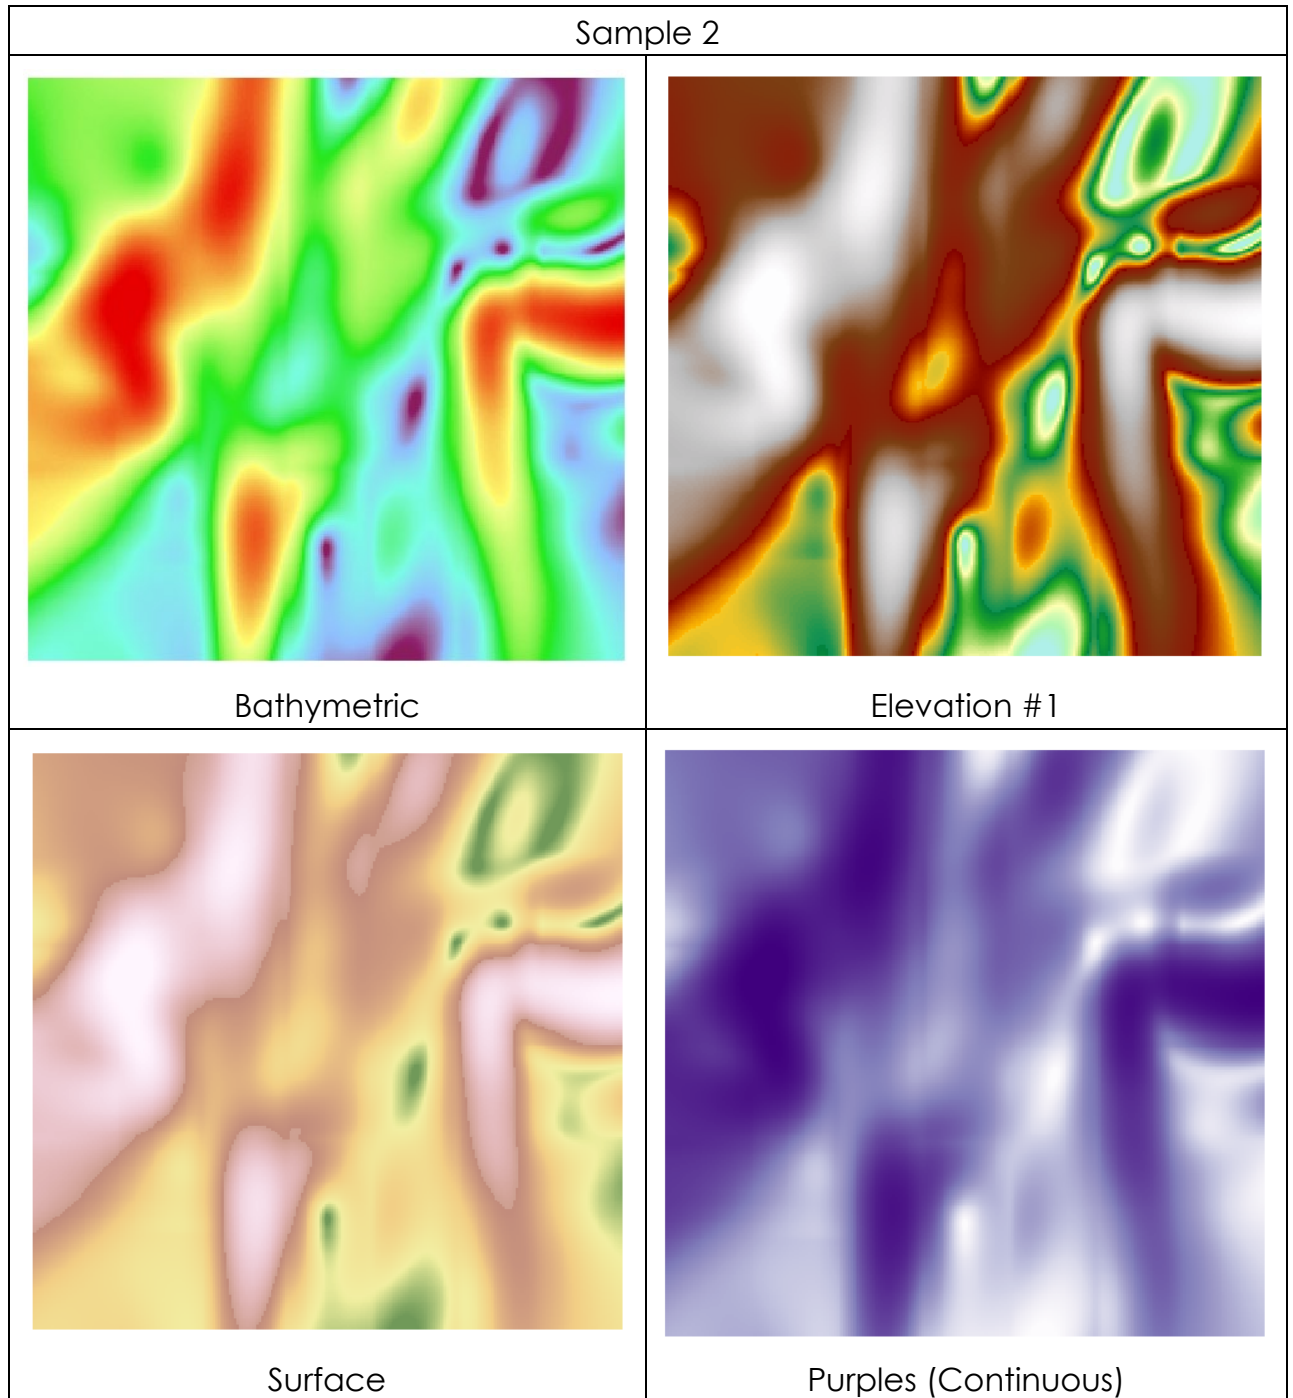 Sample 2
Bathymetric
Elevation #1
Surface
Purples (Continuous)